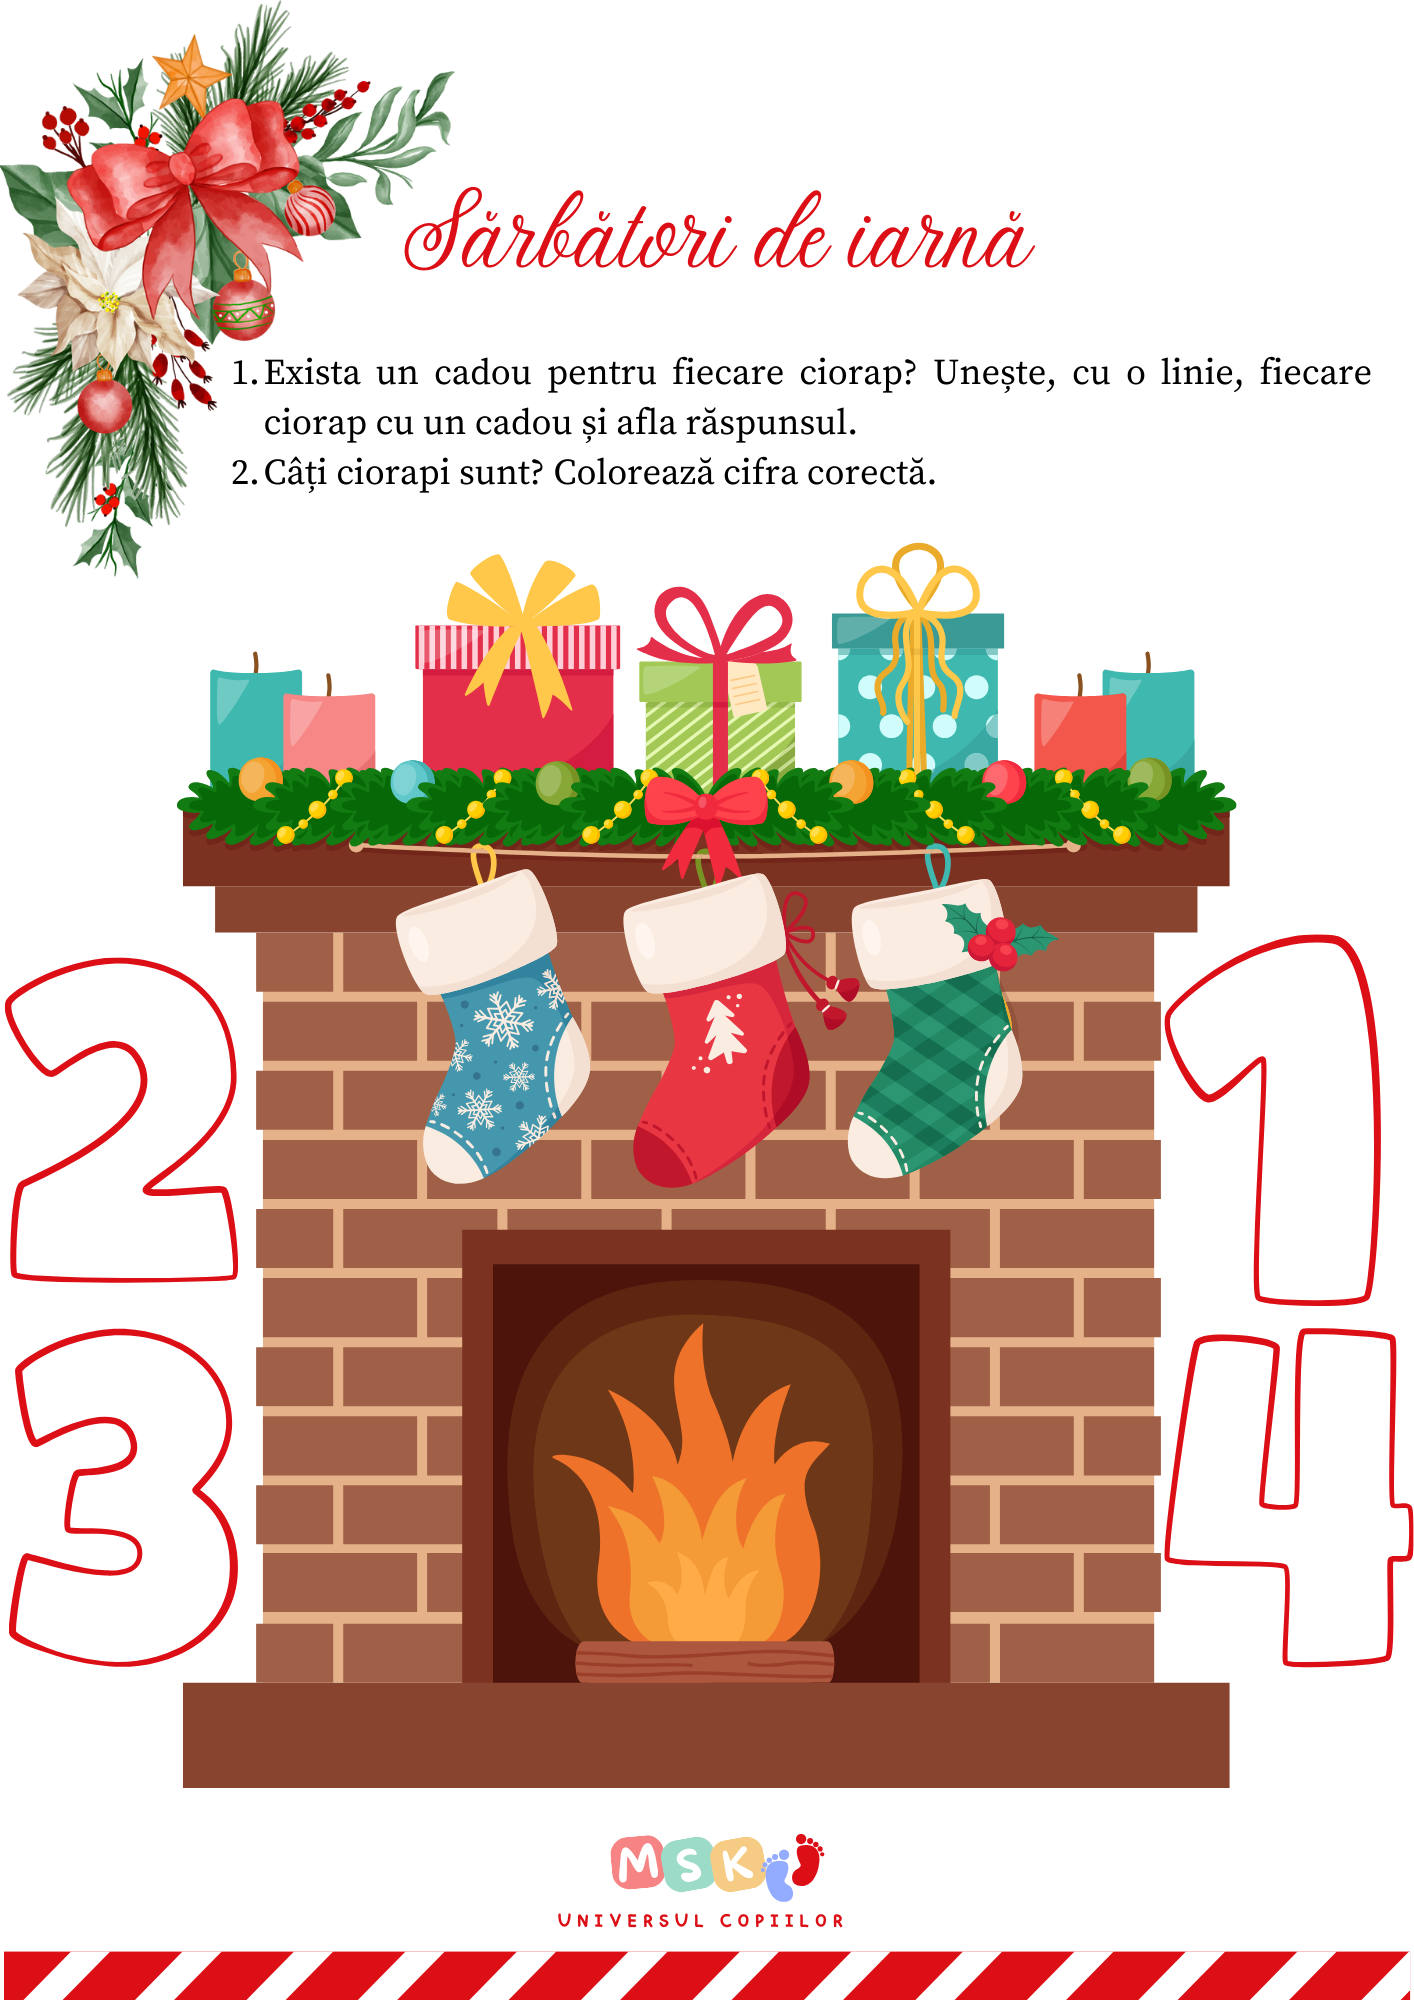 Sărbători de iarnă
1. Exista un cadou pentru fiecare ciorap? Unește, cu o linie, fiecare
ciorap cu un cadou și afla răspunsul.
2. Câți ciorapi sunt? Colorează cifra corectă.
2
1
3
4
MSK
UNIVERSUL COPIILOR